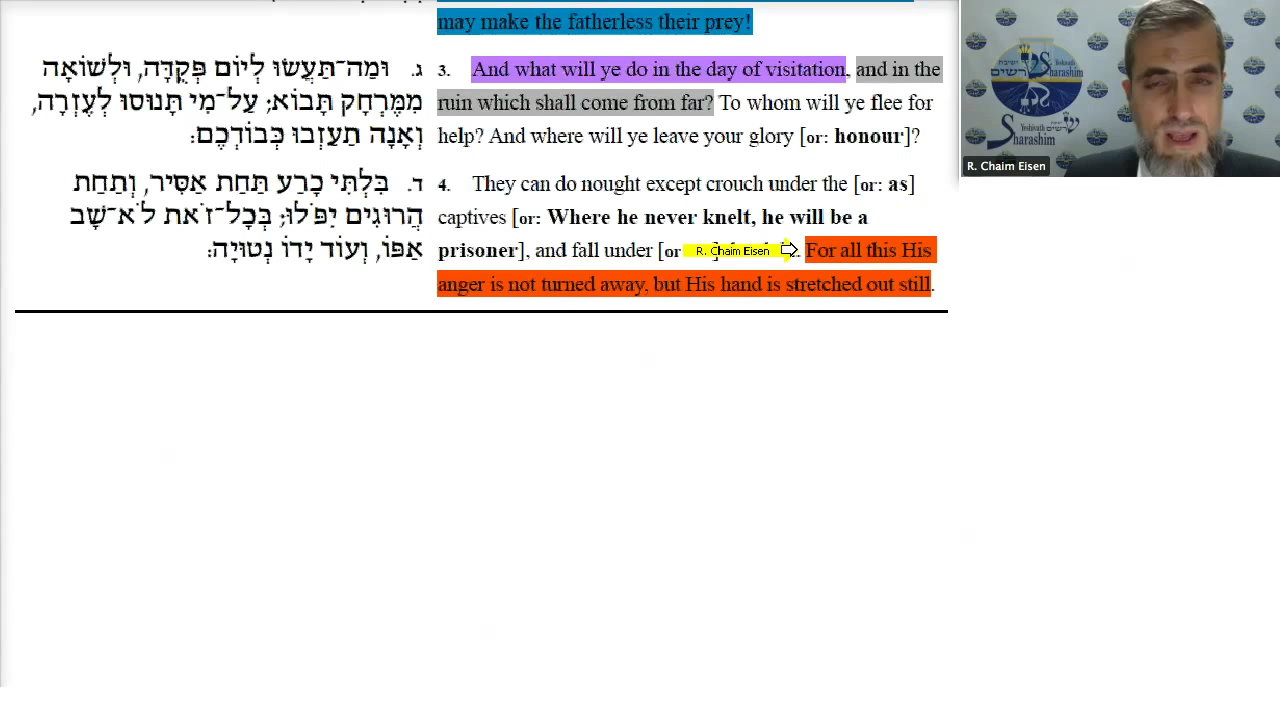 may make the fatherless their prey!
ג. וּמַה־תַּעֲשׂוּ לְיוֹם פְּקֻדָּה, וּלְשׁוֹאָה
מִמֶּרְחָק תָּבוֹא; עַל־מִי תָּנוּסוּ לְעֶזְרָה,
וְאָנָה תַעַזְבוּ כְּבוֹדְכֶם׃
3. And what will ye do in the day of visitation, and in the
ruin which shall come from far? To whom will ye flee for
help? And where will ye leave your glory [or: honour]?
ד. בִּלְתִּי כָרַע תַּחַת אַסִּיר, וְתַחַת
הֲרוּגִים יִפֹּלוּ; בְּכָל־זֹאת לֹא־שָׁב
אַפּוֹ, וְעוֹד יָדוֹ נְטוּיָה׃
4. They can do nought except crouch under the [or: as]
captives [or: Where he never knelt, he will be a
prisoner], and fall under [or R. Chaim Eisen For all this His
anger is not turned away, but His hand is stretched out still.
ישיבת
שרשים
Yeshivath
Sharashim
R. Chaim Eisen